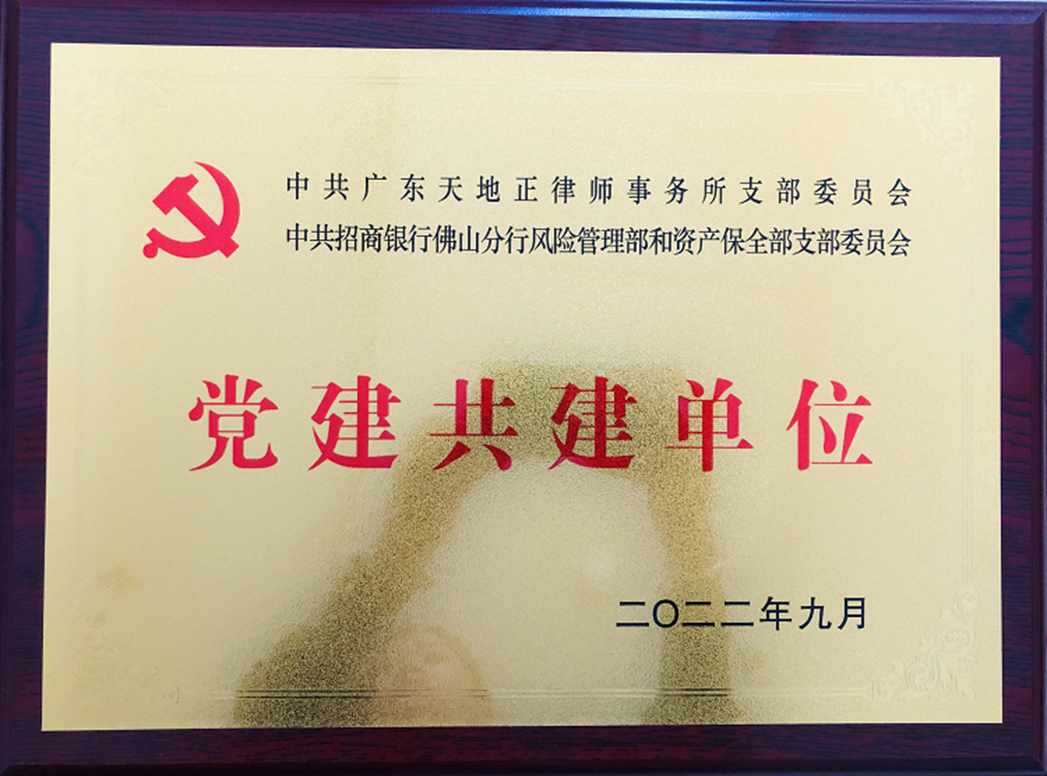 中共广东天地正律师事务所支部委员会
中共招商银行佛山分行风险管理部和资产保全部支部委员会
党建共建单位
二〇二二年九月